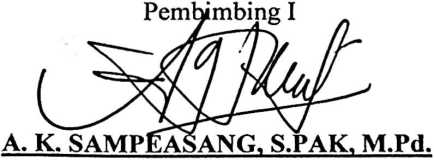 Pembimbing I
A. K. SAMPEASANG, S.PAK, M.Pd.